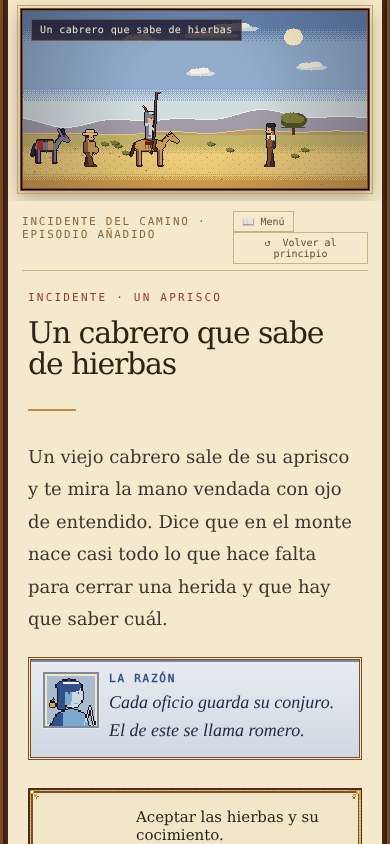 Un cabrero que sabe de hierbas
INCIDENTE DEL CAMINO ·
EPISODIO AÑADIDO
📖 Menú
↺ Volver al
principio
INCIDENTE · UN APRISCO
Un cabrero que sabe
de hierbas
Un viejo cabrero sale de su aprisco
y te mira la mano vendada con ojo
de entendido. Dice que en el monte
nace casi todo lo que hace falta
para cerrar una herida y que hay
que saber cuál.
LA RAZÓN
Cada oficio guarda su conjuro.
El de este se llama romero.
Aceptar las hierbas y su
cocimiento.